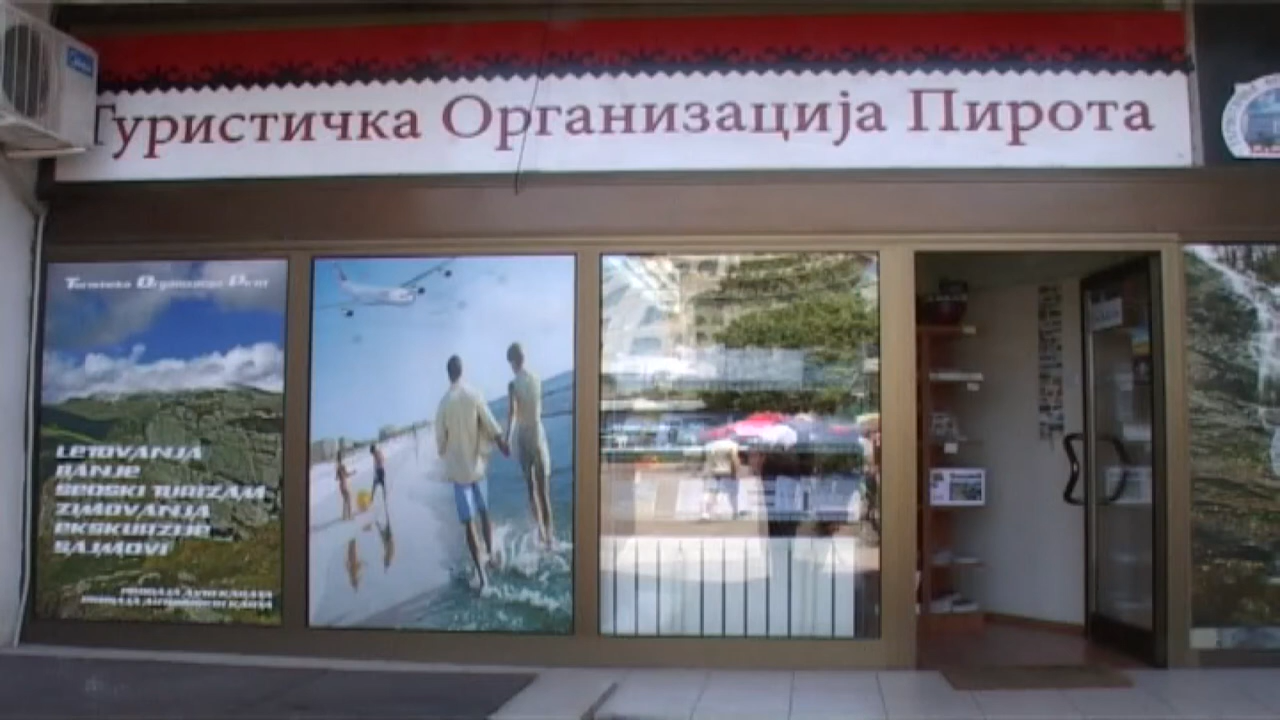 Туристичка Организација Пирота
LETOVANJA
BANJE
SEOSKI TURIZAM
ZIMOVANJA
EKSKURZIJE
SAJMOVI